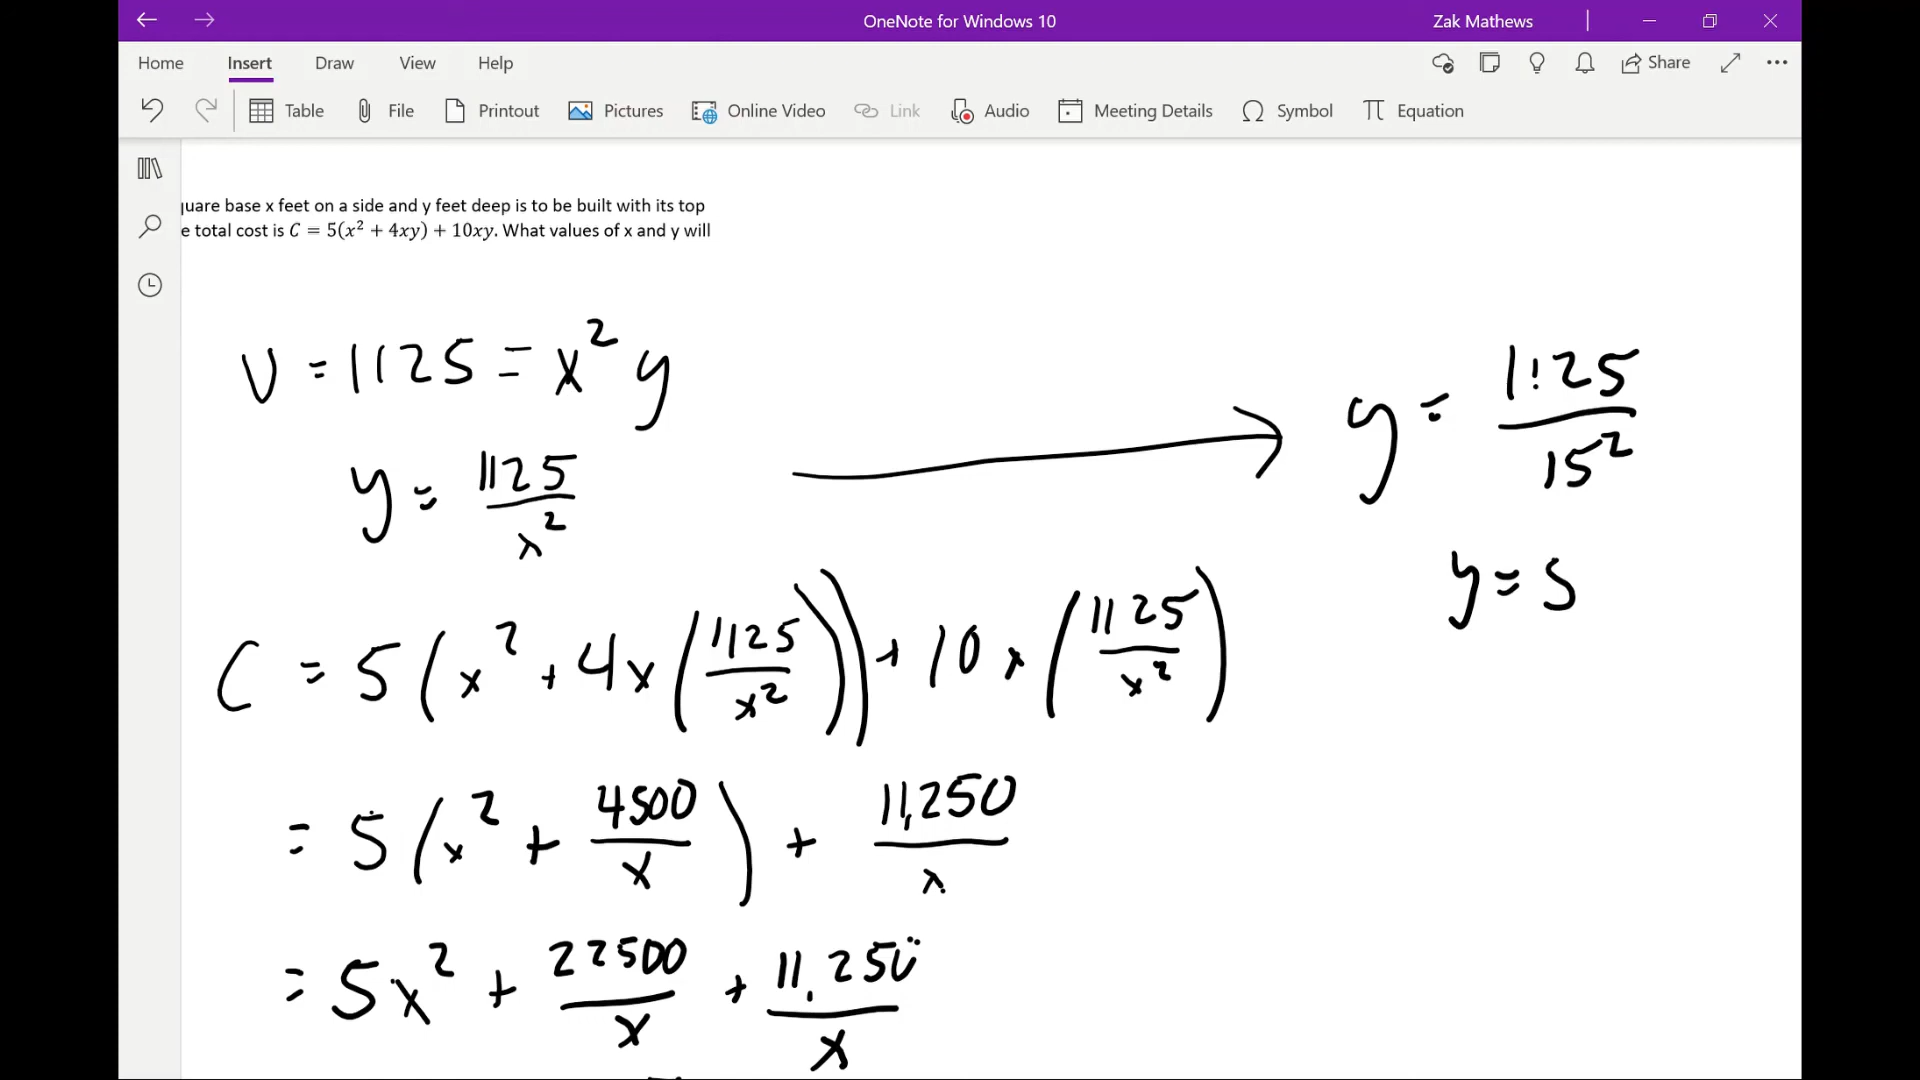 OneNote for Windows 10
Zak Mathews
Home Insert Draw View Help Share
Table File Printout Pictures Online Video Link Audio Meeting Details Symbol Equation
quare base x feet on a side and y feet deep is to be built with its top
e total cost is C = 5(x² + 4xy) + 10xy. What values of x and y will
V = 1125 = x² y
y = 1125/x²
y = 1125/15²
y = 5
C = 5(x² + 4x(1125/x²)) + 10x(1125/x²)
= 5(x² + 4500/x) + 11,250/x
= 5x² + 22500/x + 11,250/x